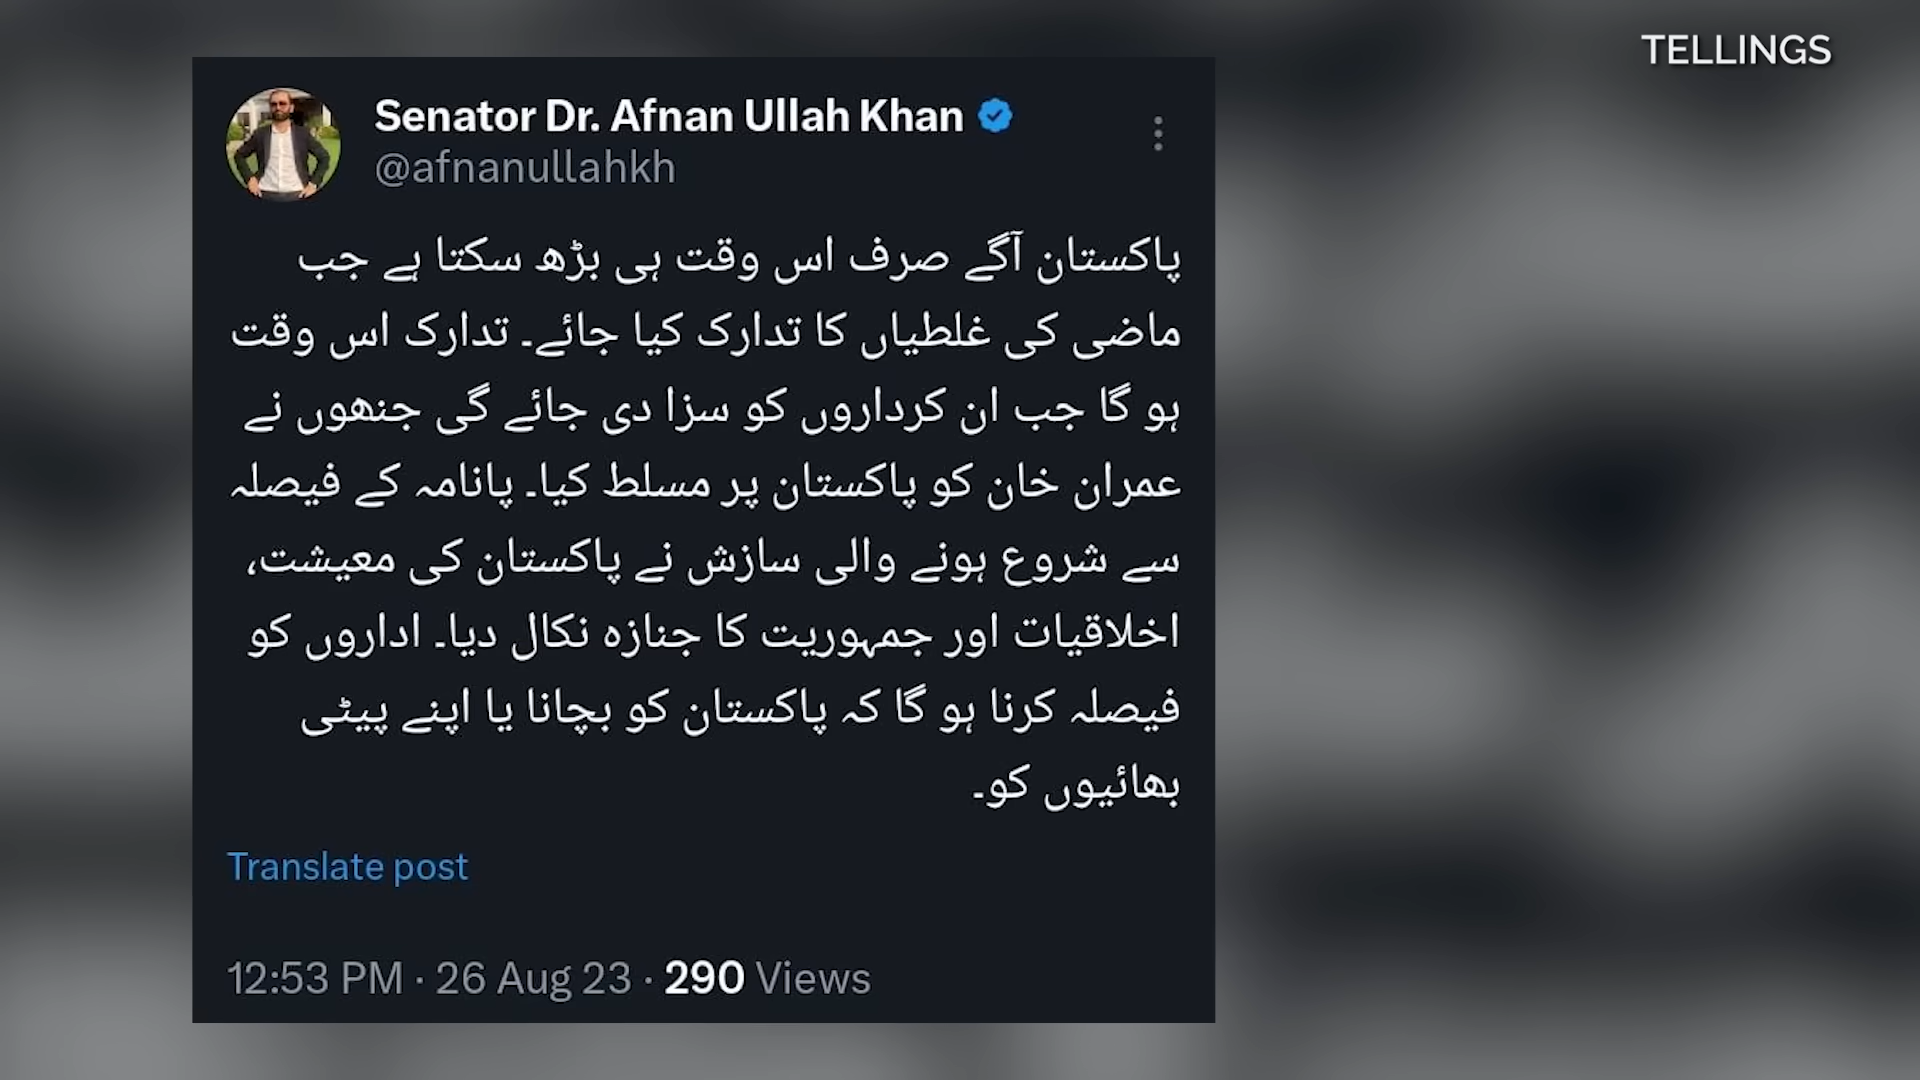 TELLINGS
Senator Dr. Afnan Ullah Khan
@afnanullahkh
پاکستان آگے صرف اس وقت ہی بڑھ سکتا ہے جب
ماضی کی غلطیاں کا تدارک کیا جائے۔ تدارک اس وقت
ہو گا جب ان کرداروں کو سزا دی جائے گی جنھوں نے
عمران خان کو پاکستان پر مسلط کیا۔ پانامہ کے فیصلہ
سے شروع ہونے والی سازش نے پاکستان کی معیشت،
اخلاقیات اور جمہوریت کا جنازہ نکال دیا۔ اداروں کو
فیصلہ کرنا ہو گا کہ پاکستان کو بچانا یا اپنے پیٹی
بھائیوں کو۔
Translate post
12:53 PM · 26 Aug 23 · 290 Views